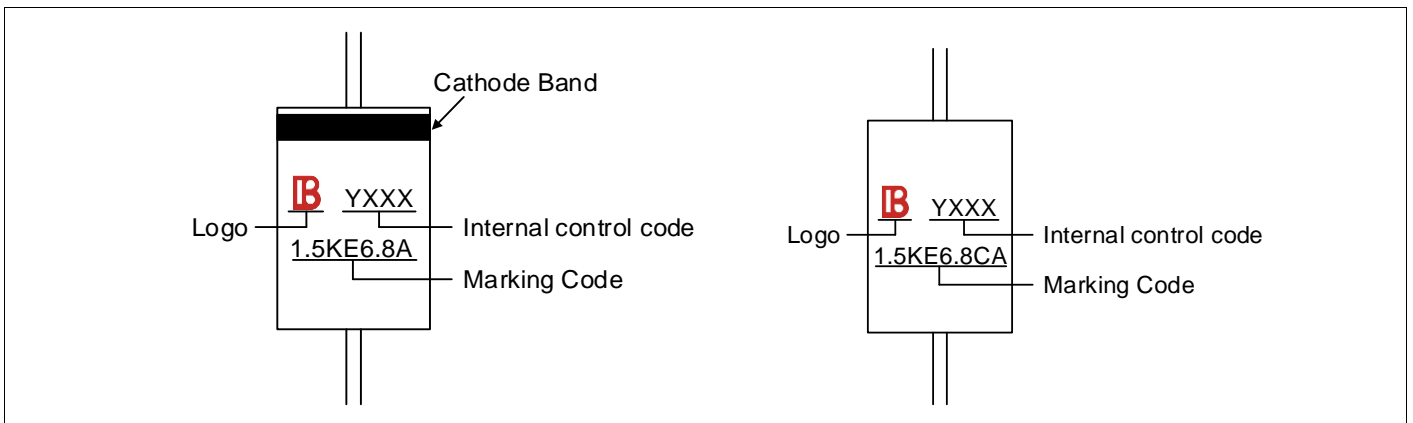 Cathode Band
B YXXX
Logo
Internal control code
1.5KE6.8A
Marking Code
B YXXX
Logo
Internal control code
1.5KE6.8CA
Marking Code